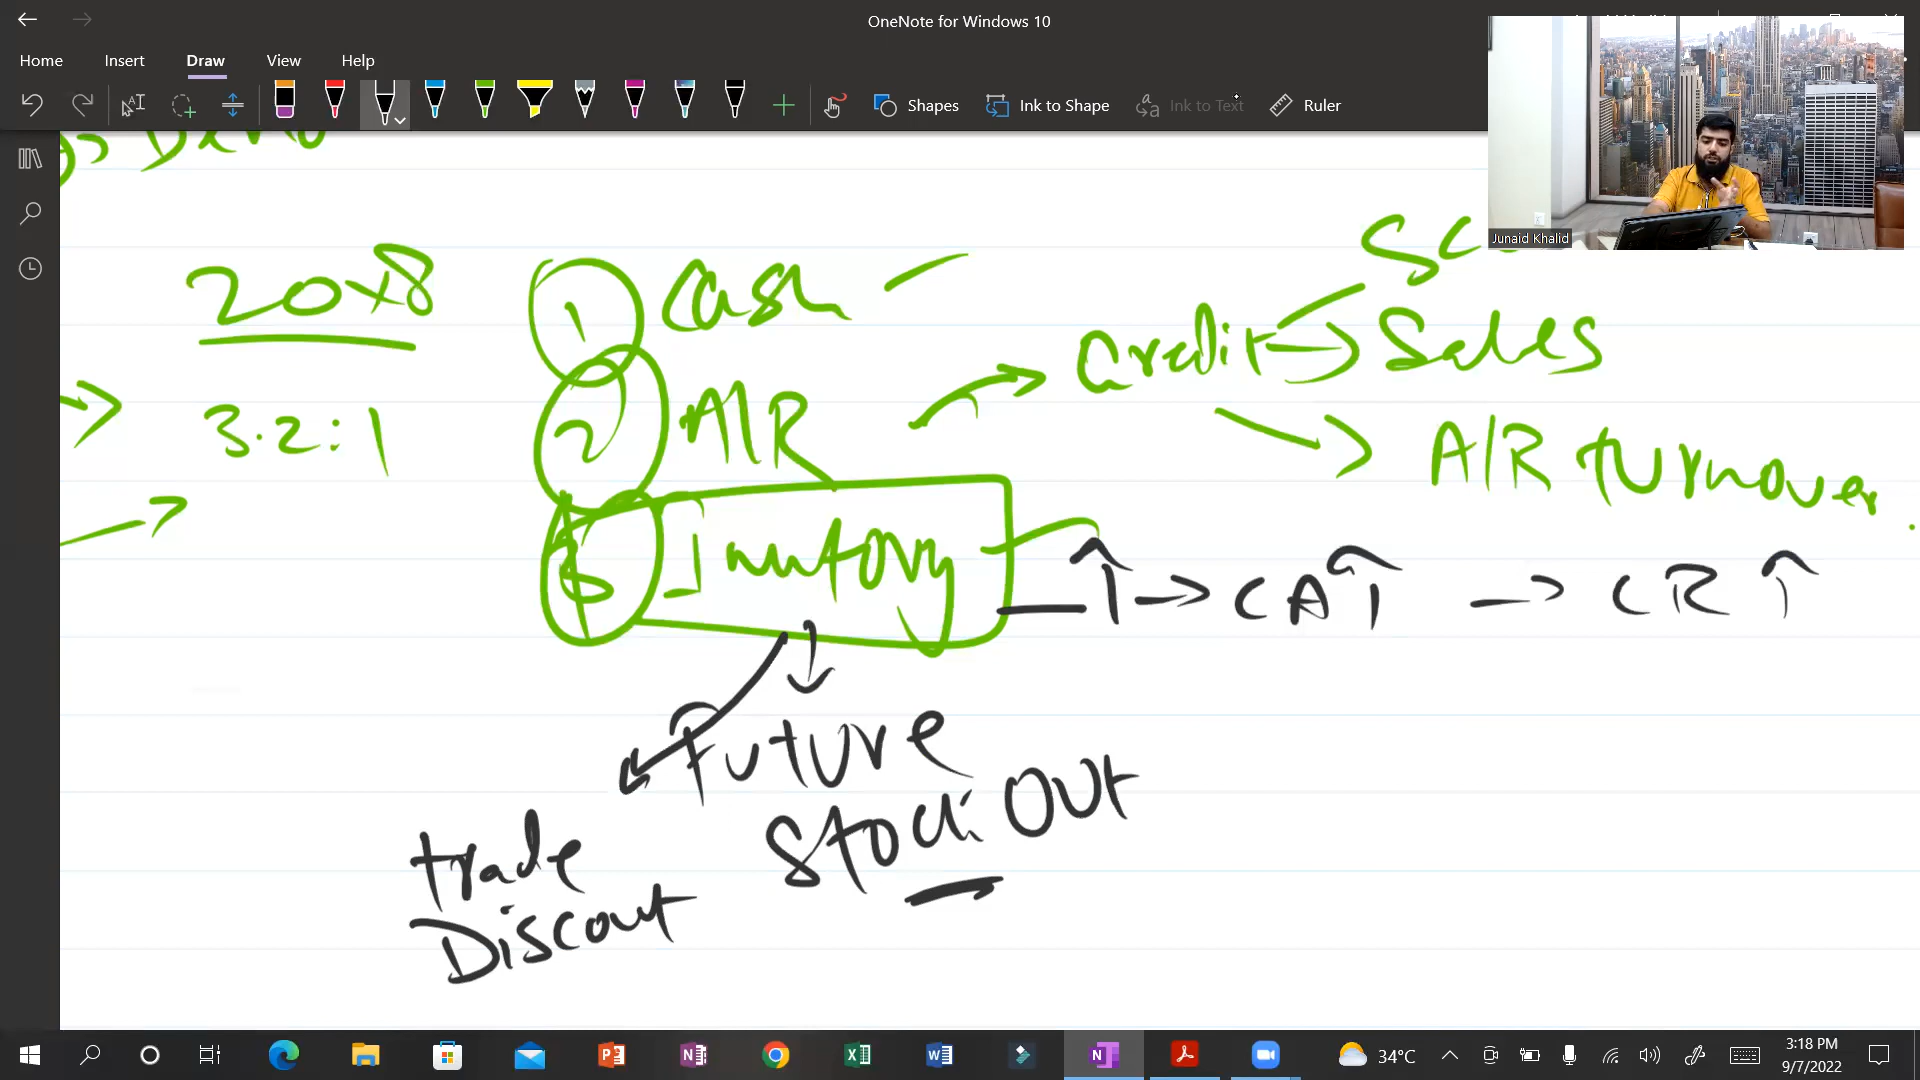 OneNote for Windows 10
Home Insert Draw View Help
Shapes Ink to Shape Ink to Text Ruler
Junaid Khalid
20x8 1 Cash SC
Credit → Sales
3.2:1 2 A/R A/R turnover
Inventory ↑ → CA↑ → CR↑
Future
Stock Out
trade
Discout
34°C
3:18 PM
9/7/2022